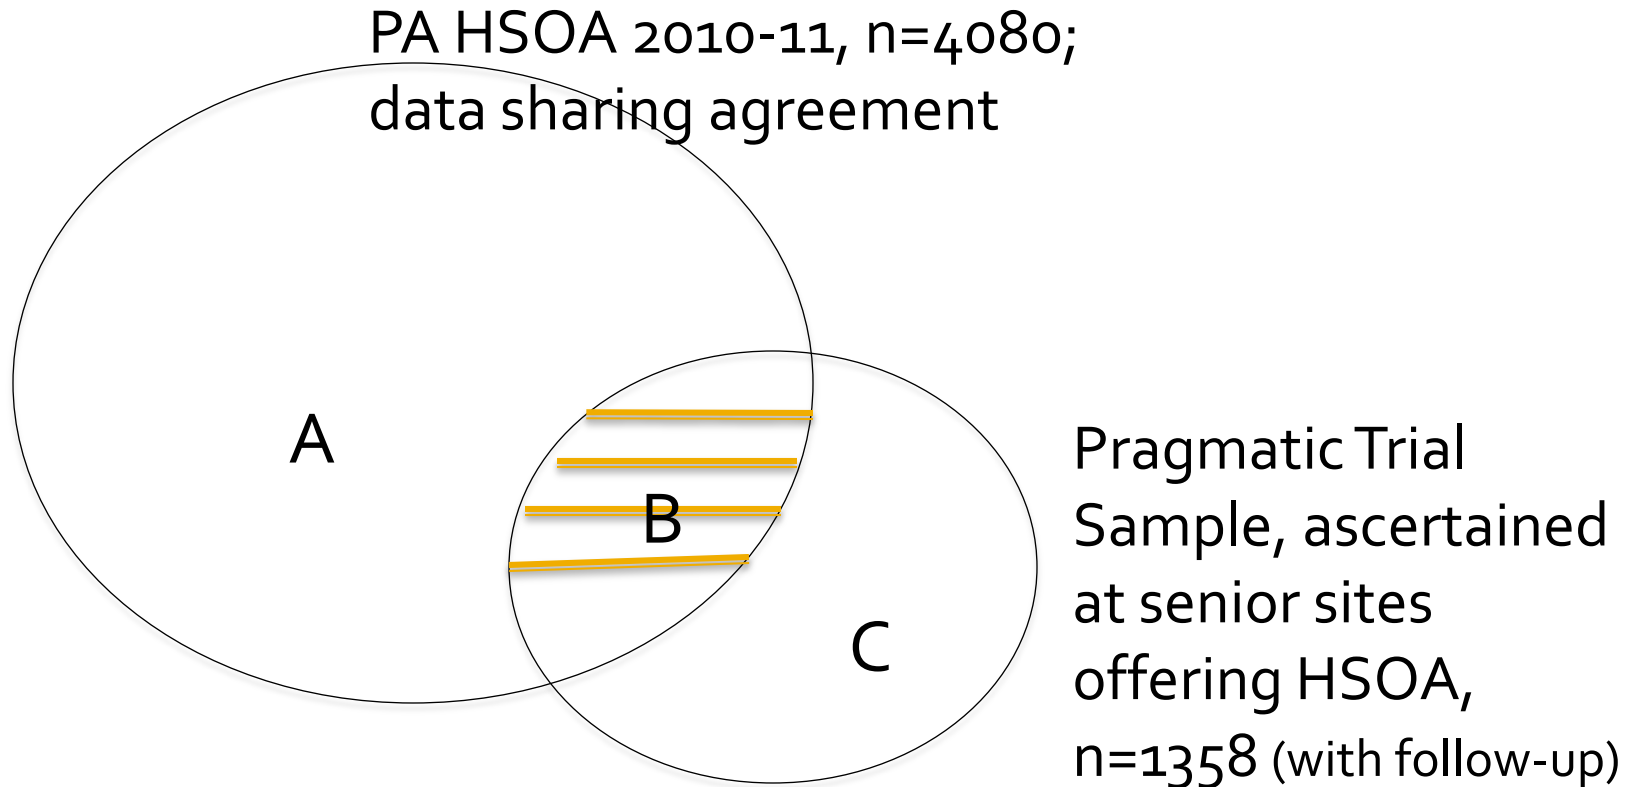 PA HSOA 2010-11, n=4080;
data sharing agreement
A
B
C
Pragmatic Trial
Sample, ascertained
at senior sites
offering HSOA,
n=1358 (with follow-up)